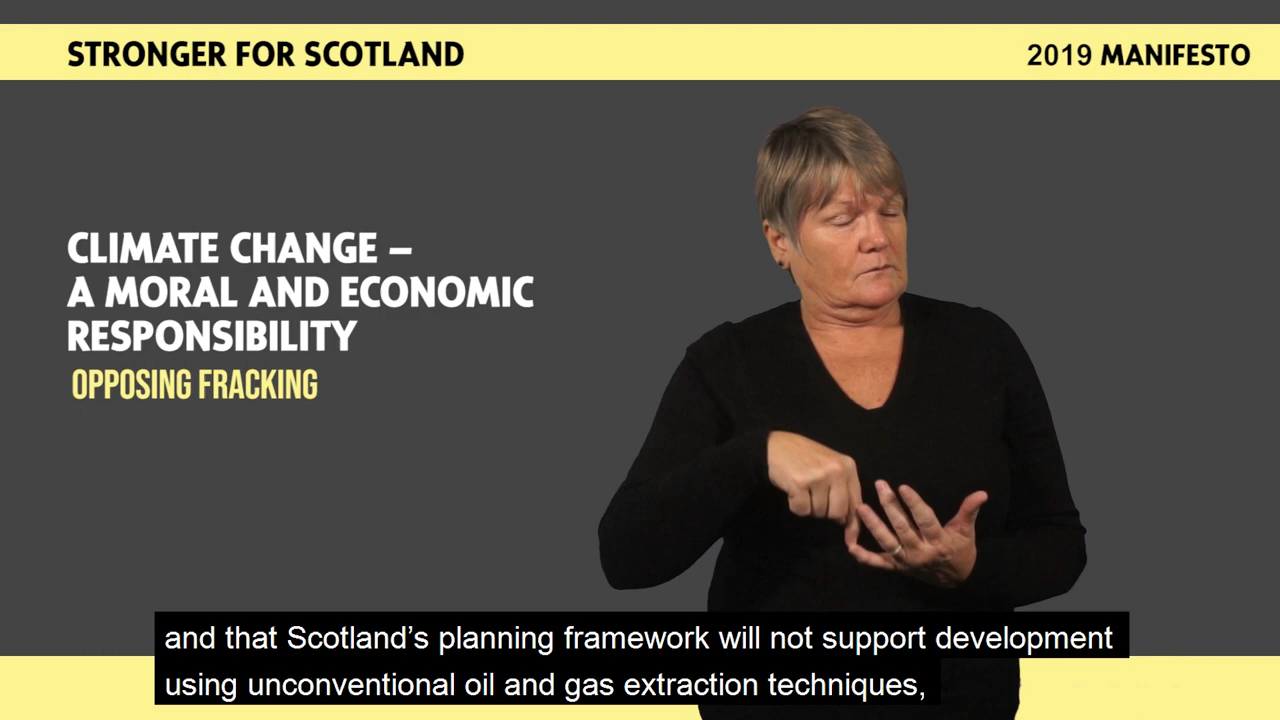 STRONGER FOR SCOTLAND
2019 MANIFESTO
CLIMATE CHANGE –
A MORAL AND ECONOMIC
RESPONSIBILITY
OPPOSING FRACKING
and that Scotland’s planning framework will not support development
using unconventional oil and gas extraction techniques,